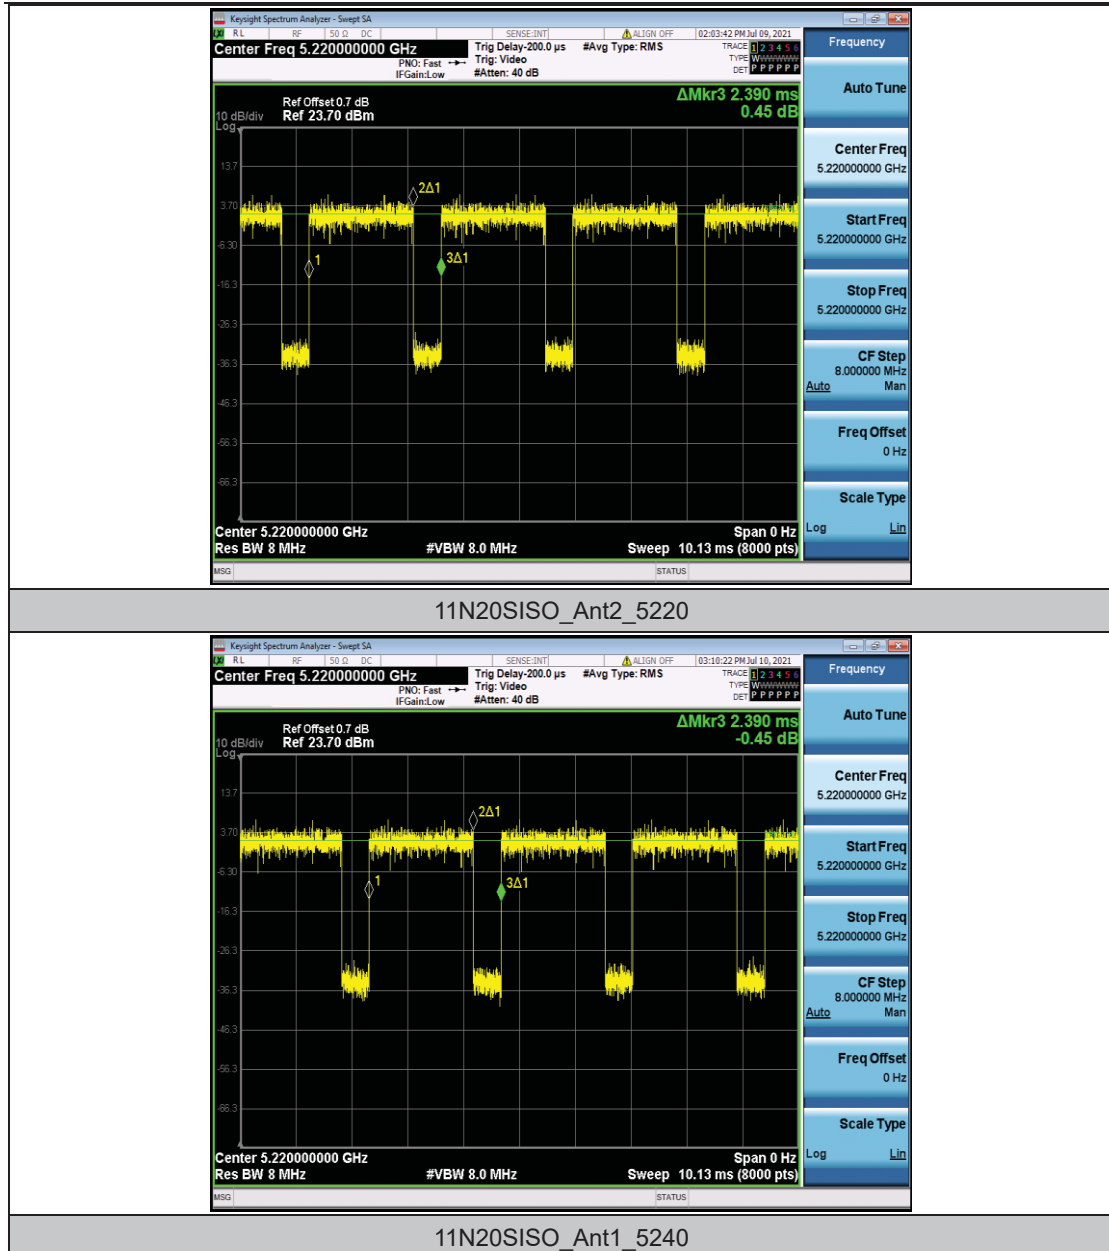 Keysight Spectrum Analyzer - Swept SA
LXI RL RF 50 Ω DC SENSE:INT ALIGN OFF 02:03:42 PM Jul 09, 2021
Center Freq 5.220000000 GHz
PNO: Fast
IFGain:Low
Trig Delay-200.0 µs
Trig: Video
#Atten: 40 dB
#Avg Type: RMS
TRACE 1 2 3 4 5 6
TYPE WWWWWW
DET P P P P P P
Ref Offset 0.7 dB
10 dB/div Ref 23.70 dBm
Log
ΔMkr3 2.390 ms
0.45 dB
13.7
3.70
-6.30
-16.3
-26.3
-36.3
-46.3
-56.3
-66.3
2Δ1
1
3Δ1
Center 5.220000000 GHz Span 0 Hz
Res BW 8 MHz #VBW 8.0 MHz Sweep 10.13 ms (8000 pts)
MSG STATUS
Frequency
Auto Tune
Center Freq
5.220000000 GHz
Start Freq
5.220000000 GHz
Stop Freq
5.220000000 GHz
CF Step
8.000000 MHz
Auto Man
Freq Offset
0 Hz
Scale Type
Log Lin
11N20SISO_Ant2_5220
Keysight Spectrum Analyzer - Swept SA
LXI RL RF 50 Ω DC SENSE:INT ALIGN OFF 03:10:22 PM Jul 10, 2021
Center Freq 5.220000000 GHz
PNO: Fast
IFGain:Low
Trig Delay-200.0 µs
Trig: Video
#Atten: 40 dB
#Avg Type: RMS
TRACE 1 2 3 4 5 6
TYPE WWWWWW
DET P P P P P P
Ref Offset 0.7 dB
10 dB/div Ref 23.70 dBm
Log
ΔMkr3 2.390 ms
-0.45 dB
13.7
3.70
-6.30
-16.3
-26.3
-36.3
-46.3
-56.3
-66.3
2Δ1
1
3Δ1
Center 5.220000000 GHz Span 0 Hz
Res BW 8 MHz #VBW 8.0 MHz Sweep 10.13 ms (8000 pts)
MSG STATUS
Frequency
Auto Tune
Center Freq
5.220000000 GHz
Start Freq
5.220000000 GHz
Stop Freq
5.220000000 GHz
CF Step
8.000000 MHz
Auto Man
Freq Offset
0 Hz
Scale Type
Log Lin
11N20SISO_Ant1_5240